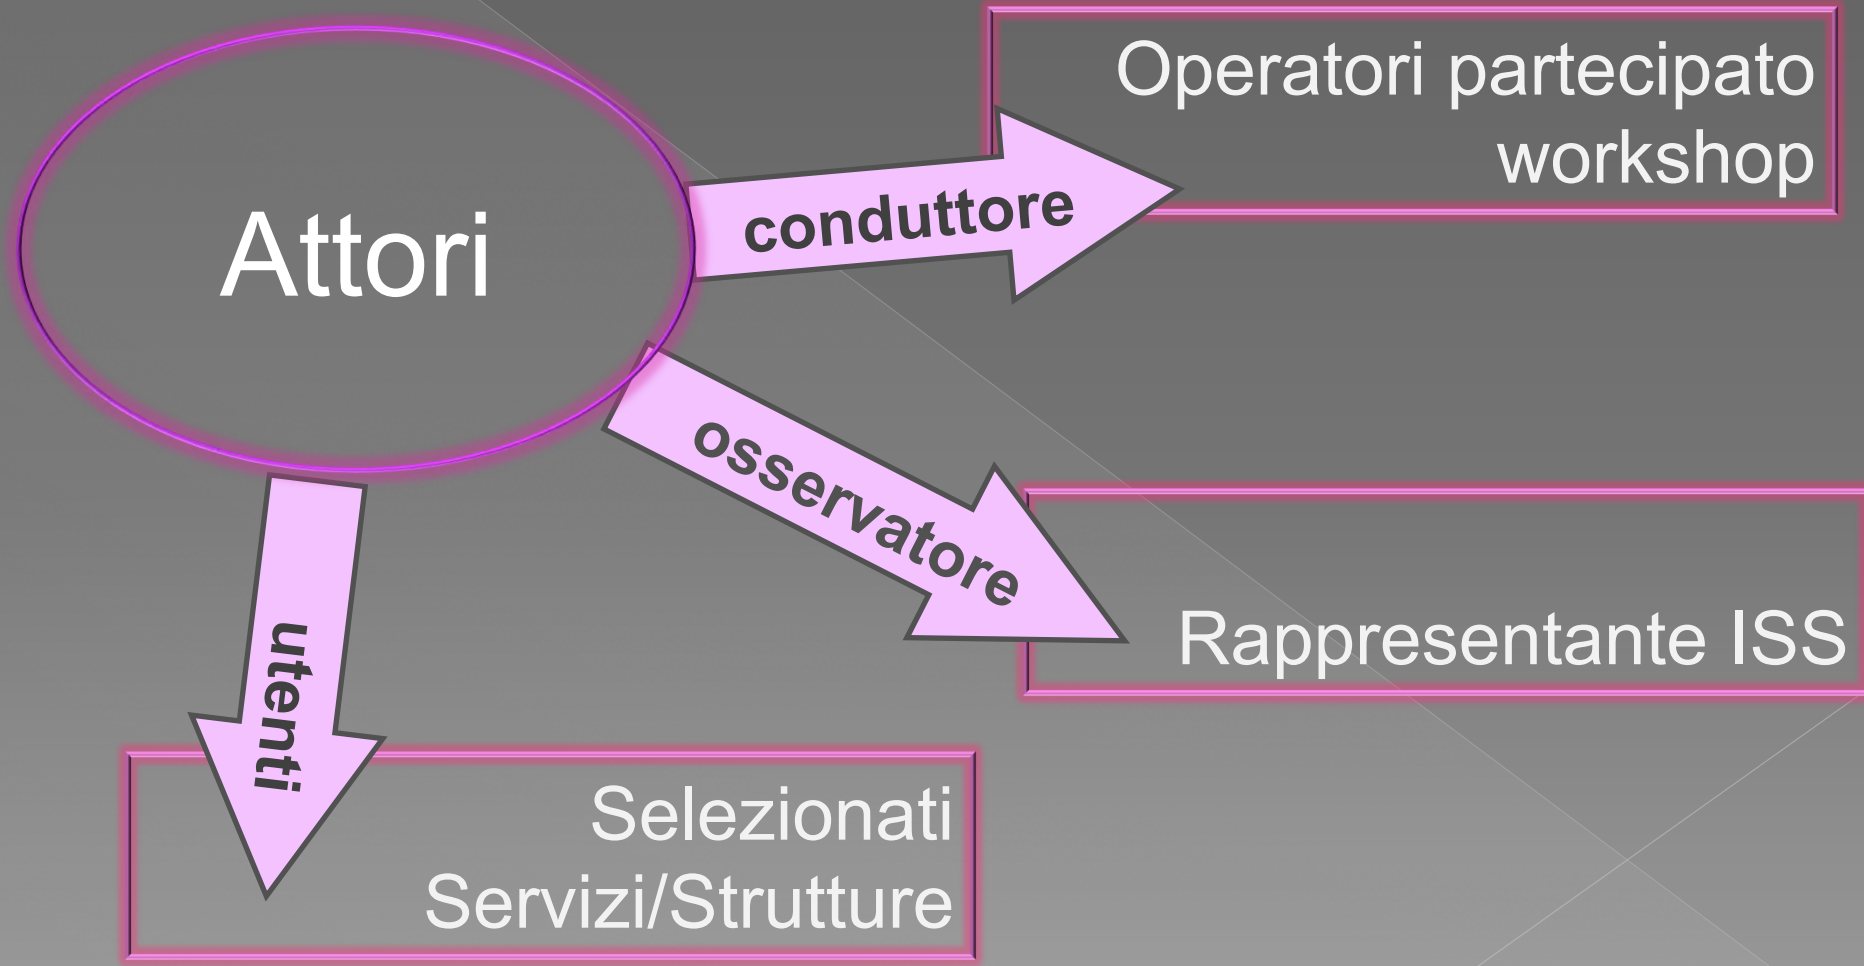 Attori
conduttore
Operatori partecipato
workshop
osservatore
Rappresentante ISS
utenti
Selezionati
Servizi/Strutture